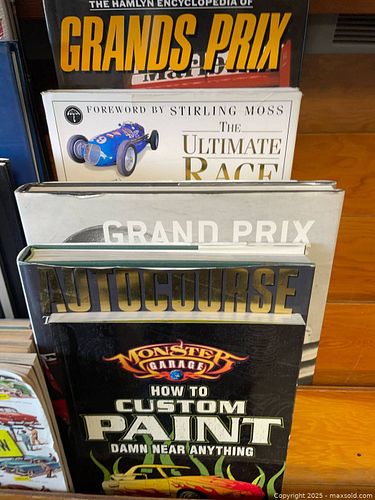 THE HAMLYN ENCYCLOPEDIA OF
GRANDS PRIX
FOREWORD BY STIRLING MOSS
THE
ULTIMATE
RACE
GRAND PRIX
AUTOCOURSE
MONSTER
GARAGE
HOW TO
CUSTOM
PAINT
DAMN NEAR ANYTHING
Copyright 2025 - maxsold.com